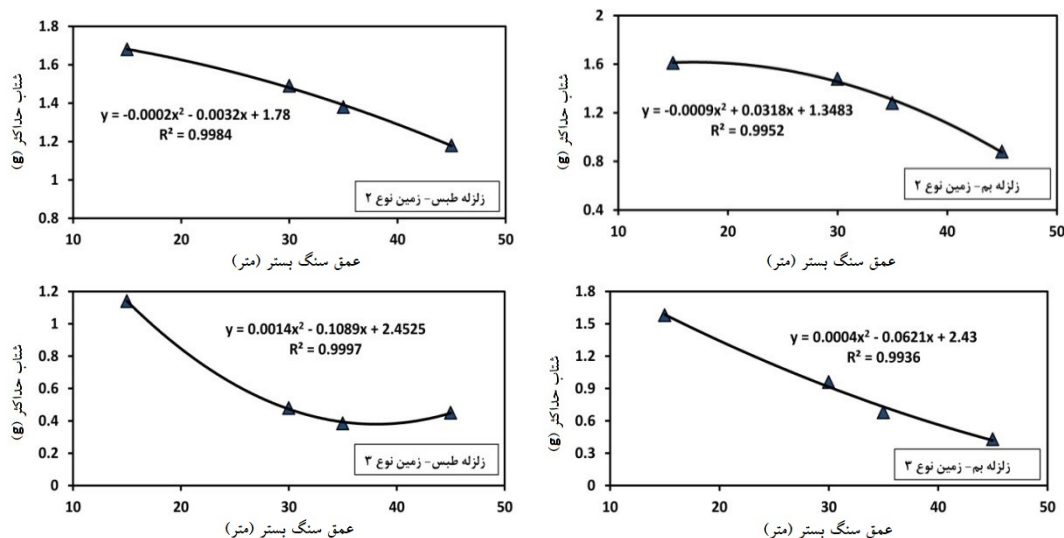 شتاب حداکثر (g)
1.8
1.6
1.4
1.2
1
0.8
y = -0.0002x² - 0.0032x + 1.78
R² = 0.9984
زلزله طبس- زمین نوع ۲
10 20 30 40 50
عمق سنگ بستر (متر)
شتاب حداکثر (g)
2
1.6
1.2
0.8
0.4
y = -0.0009x² + 0.0318x + 1.3483
R² = 0.9952
زلزله بم- زمین نوع ۲
10 20 30 40 50
عمق سنگ بستر (متر)
شتاب حداکثر (g)
1.2
1
0.8
0.6
0.4
0.2
0
y = 0.0014x² - 0.1089x + 2.4525
R² = 0.9997
زلزله طبس- زمین نوع ۳
10 20 30 40 50
عمق سنگ بستر (متر)
شتاب حداکثر (g)
1.8
1.5
1.2
0.9
0.6
0.3
0
y = 0.0004x² - 0.0621x + 2.43
R² = 0.9936
زلزله بم- زمین نوع ۳
10 20 30 40 50
عمق سنگ بستر (متر)